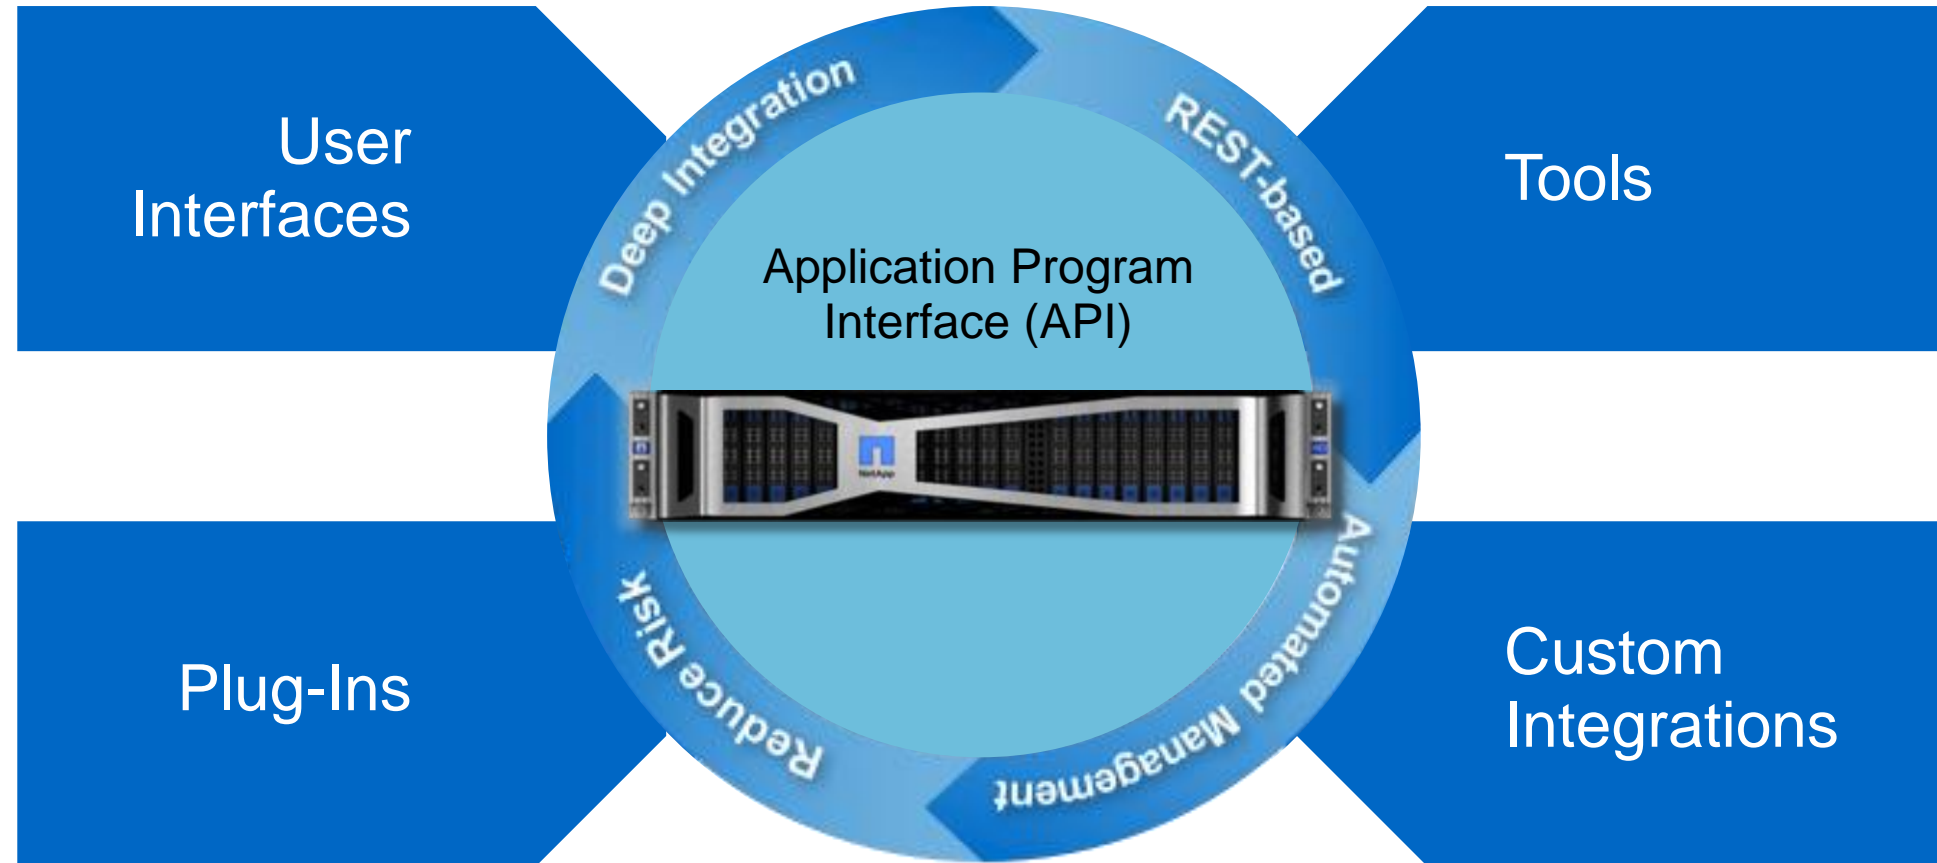 User
Interfaces
Deep Integration
REST-based
Tools
Application Program
Interface (API)
NetApp
Plug-Ins
Reduce Risk
Automated Management
Custom
Integrations